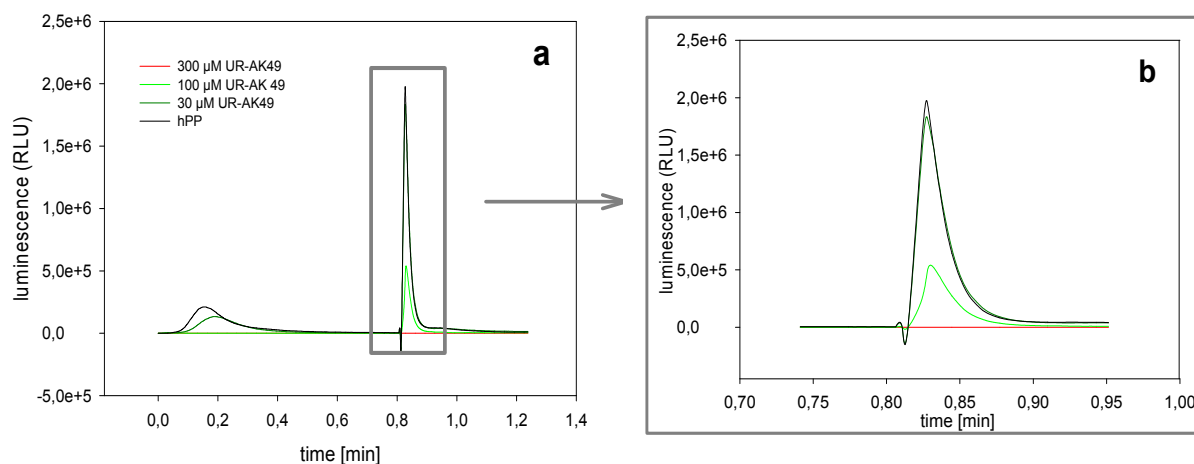 a
300 µM UR-AK49
100 µM UR-AK 49
30 µM UR-AK49
hPP
luminescence (RLU)
2,5e+6
2,0e+6
1,5e+6
1,0e+6
5,0e+5
0,0
-5,0e+5
0,0 0,2 0,4 0,6 0,8 1,0 1,2 1,4
time [min]
b
luminescence (RLU)
2,5e+6
2,0e+6
1,5e+6
1,0e+6
5,0e+5
0,0
0,70 0,75 0,80 0,85 0,90 0,95 1,00
time [min]